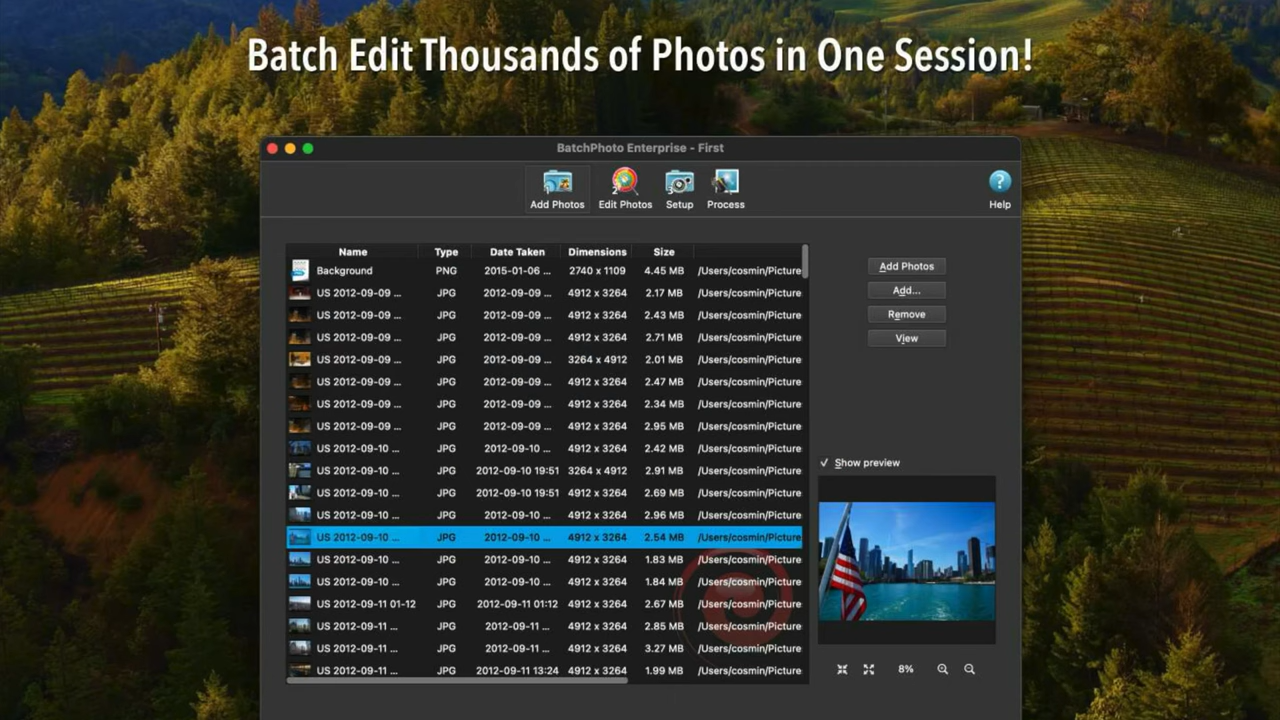 Batch Edit Thousands of Photos in One Session!
BatchPhoto Enterprise - First
Add Photos Edit Photos Setup Process Help
Name Type Date Taken Dimensions Size
Background PNG 2015-01-06 ... 2740 x 1109 4.45 MB /Users/cosmin/Picture
US 2012-09-09 ... JPG 2012-09-09 ... 4912 x 3264 2.17 MB /Users/cosmin/Picture
US 2012-09-09 ... JPG 2012-09-09 ... 4912 x 3264 2.43 MB /Users/cosmin/Picture
US 2012-09-09 ... JPG 2012-09-09 ... 4912 x 3264 2.71 MB /Users/cosmin/Picture
US 2012-09-09 ... JPG 2012-09-09 ... 3264 x 4912 2.01 MB /Users/cosmin/Picture
US 2012-09-09 ... JPG 2012-09-09 ... 4912 x 3264 2.47 MB /Users/cosmin/Picture
US 2012-09-09 ... JPG 2012-09-09 ... 4912 x 3264 2.34 MB /Users/cosmin/Picture
US 2012-09-09 ... JPG 2012-09-09 ... 4912 x 3264 2.95 MB /Users/cosmin/Picture
US 2012-09-10 ... JPG 2012-09-10 ... 4912 x 3264 2.42 MB /Users/cosmin/Picture
US 2012-09-10 ... JPG 2012-09-10 19:51 3264 x 4912 2.91 MB /Users/cosmin/Picture
US 2012-09-10 ... JPG 2012-09-10 19:51 4912 x 3264 2.69 MB /Users/cosmin/Picture
US 2012-09-10 ... JPG 2012-09-10 ... 4912 x 3264 2.96 MB /Users/cosmin/Picture
US 2012-09-10 ... JPG 2012-09-10 ... 4912 x 3264 2.54 MB /Users/cosmin/Picture
US 2012-09-10 ... JPG 2012-09-10 ... 4912 x 3264 1.83 MB /Users/cosmin/Picture
US 2012-09-10 ... JPG 2012-09-10 ... 4912 x 3264 1.84 MB /Users/cosmin/Picture
US 2012-09-11 01-12 JPG 2012-09-11 01:12 4912 x 3264 2.67 MB /Users/cosmin/Picture
US 2012-09-11 ... JPG 2012-09-11 ... 4912 x 3264 2.85 MB /Users/cosmin/Picture
US 2012-09-11 ... JPG 2012-09-11 ... 4912 x 3264 3.27 MB /Users/cosmin/Picture
US 2012-09-11 ... JPG 2012-09-11 13:24 4912 x 3264 1.99 MB /Users/cosmin/Picture
Add Photos
Add...
Remove
View
Show preview
8%